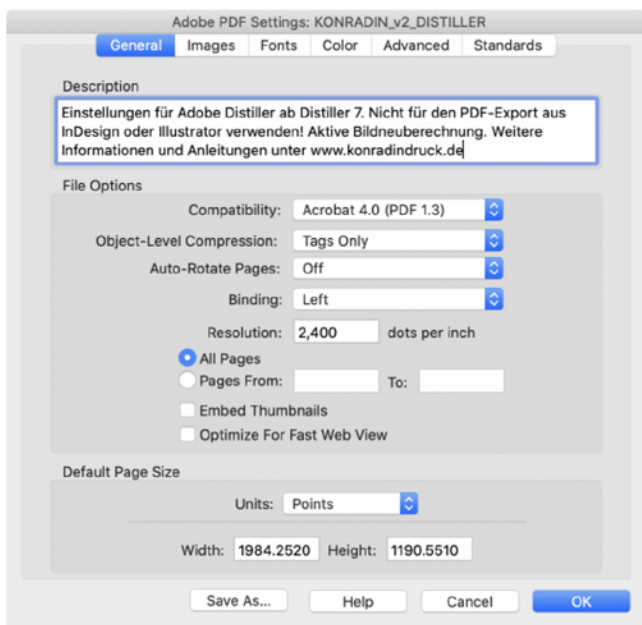 Adobe PDF Settings: KONRADIN_v2_DISTILLER
General Images Fonts Color Advanced Standards
Description
Einstellungen für Adobe Distiller ab Distiller 7. Nicht für den PDF-Export aus
InDesign oder Illustrator verwenden! Aktive Bildneuberechnung. Weitere
Informationen und Anleitungen unter www.konradindruck.de
File Options
Compatibility: Acrobat 4.0 (PDF 1.3)
Object-Level Compression: Tags Only
Auto-Rotate Pages: Off
Binding: Left
Resolution: 2,400 dots per inch
All Pages
Pages From: To:
Embed Thumbnails
Optimize For Fast Web View
Default Page Size
Units: Points
Width: 1984.2520 Height: 1190.5510
Save As... Help Cancel OK